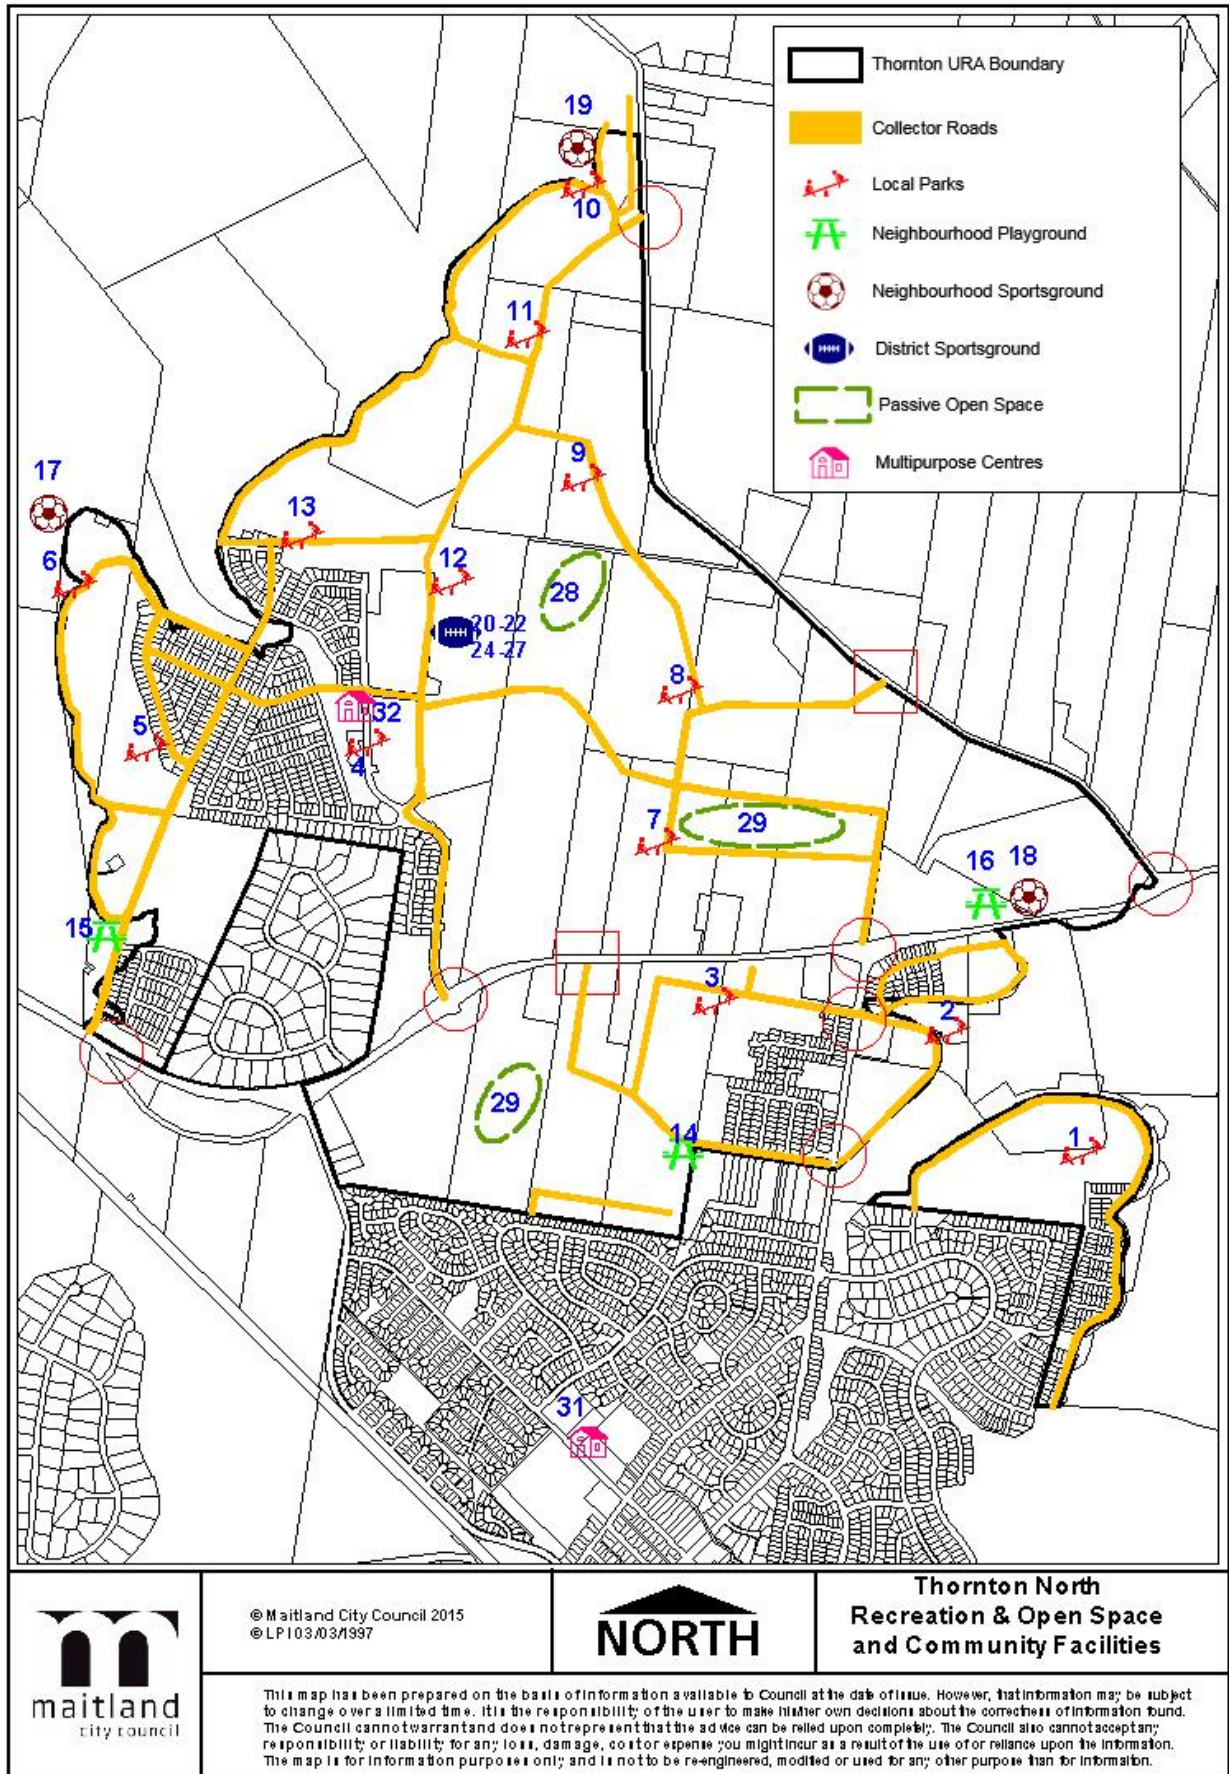 Thornton URA Boundary
Collector Roads
Local Parks
Neighbourhood Playground
Neighbourhood Sportsground
District Sportsground
Passive Open Space
Multipurpose Centres
19
10
11
17
9
13
6
12
28
20-22
24-27
8
5
32
4
7
29
16 18
15
3
2
29
14
1
31
maitland
city council
© Maitland City Council 2015
© LPI 03/03/1997
NORTH
Thornton North
Recreation & Open Space
and Community Facilities
This map has been prepared on the basis of information available to Council at the date of issue. However, that information may be subject
to change over a limited time. It is the responsibility of the user to make his/her own decisions about the correctness of information found.
The Council cannot warrant and does not represent that the advice can be relied upon completely. The Council also cannot accept any
responsibility or liability for any loss, damage, cost or expense you might incur as a result of the use of or reliance upon the information.
The map is for information purposes only and is not to be re-engineered, modified or used for any other purpose than for information.